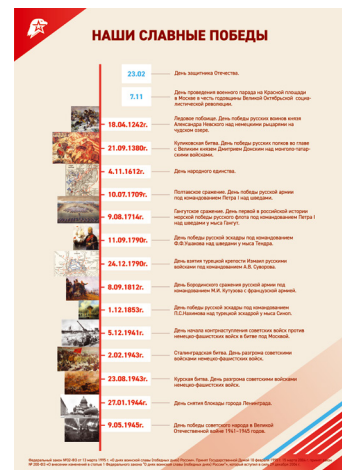 НАШИ СЛАВНЫЕ ПОБЕДЫ
23.02
День защитника Отечества.
7.11
День проведения военного парада на Красной площади
в Москве в честь годовщины Великой Октябрьской социа-
листической революции.
18.04.1242г.
Ледовое побоище. День победы русских воинов князя
Александра Невского над немецкими рыцарями на
чудском озере.
21.09.1380г.
Куликовская битва. День победы русских полков во главе
с Великим князем Дмитрием Донским над монголо-татар-
скими войсками.
4.11.1612г.
День народного единства.
10.07.1709г.
Полтавское сражение. День победы русской армии
под командованием Петра I над шведами.
9.08.1714г.
Гангутское сражение. День первой в российской истории
морской победы русского флота под командованием Петра I
над шведами.
11.09.1790г.
День победы русской эскадры под командованием
Ф.Ф.Ушакова над шведами у мыса Тендра.
24.12.1790г.
День взятия турецкой крепости Измаил русскими
войсками под командованием А.В. Суворова.
8.09.1812г.
День Бородинского сражения русской армии под
командованием М.И. Кутузова с французской армией.
1.12.1853г.
День победы русской эскадры под командованием
П.С.Нахимова над турецкой эскадрой у мыса Синоп.
5.12.1941г.
День начала контрнаступления советских войск против
немецко-фашистских войск в битве под Москвой.
2.02.1943г.
Сталинградская битва. День разгрома советскими
войсками немецко-фашистских войск.
23.08.1943г.
Курская битва. День разгрома советскими войсками
немецко-фашистских войск.
27.01.1944г.
День снятия блокады города Ленинграда.
9.05.1945г.
День победы советского народа в Великой
Отечественной войне 1941-1945 годов.